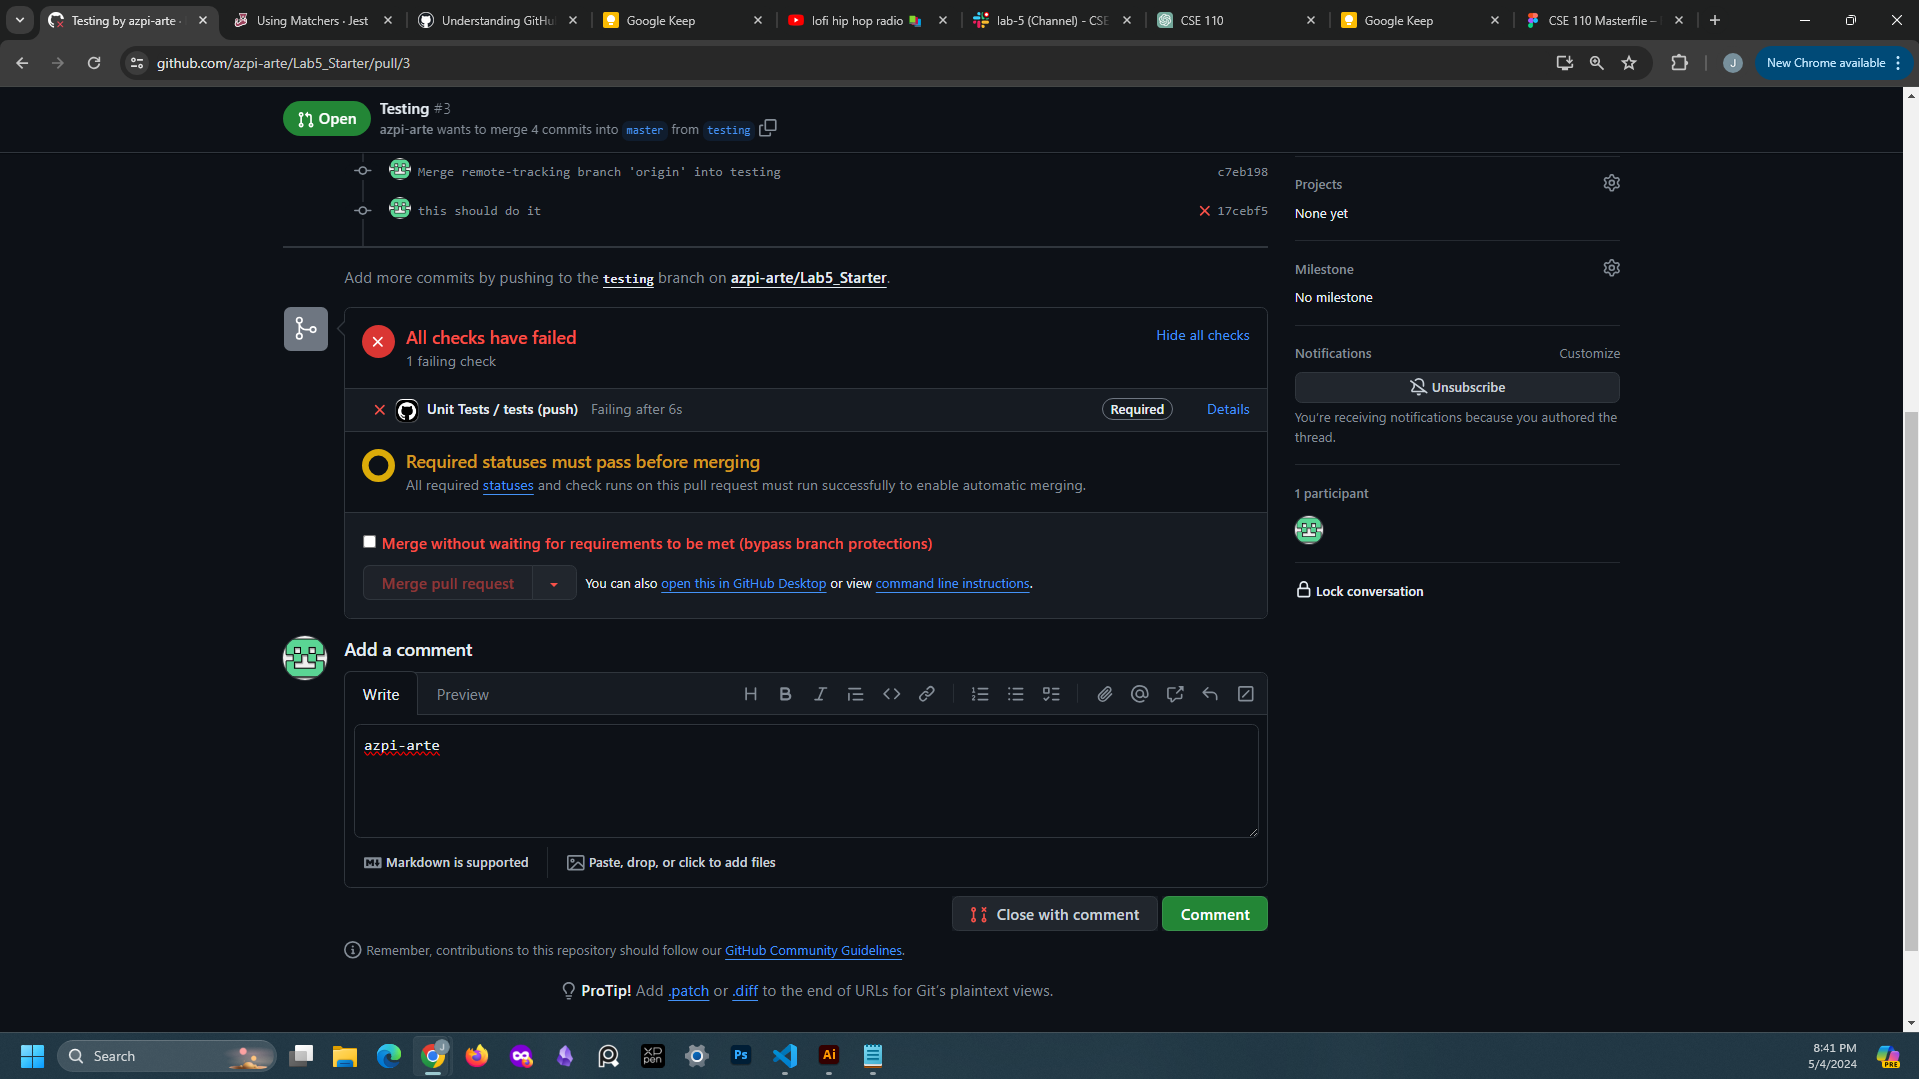 Testing by azpi-arte ·
Using Matchers · Jest
Understanding GitHu
Google Keep
lofi hip hop radio
lab-5 (Channel) - CSE
CSE 110
Google Keep
CSE 110 Masterfile –
github.com/azpi-arte/Lab5_Starter/pull/3
J
New Chrome available
Open
Testing #3
azpi-arte wants to merge 4 commits into master from testing
Merge remote-tracking branch 'origin' into testing
c7eb198
this should do it
17cebf5
Add more commits by pushing to the testing branch on azpi-arte/Lab5_Starter.
All checks have failed
1 failing check
Hide all checks
Unit Tests / tests (push) Failing after 6s
Required
Details
Required statuses must pass before merging
All required statuses and check runs on this pull request must run successfully to enable automatic merging.
Merge without waiting for requirements to be met (bypass branch protections)
Merge pull request
You can also open this in GitHub Desktop or view command line instructions.
Projects
None yet
Milestone
No milestone
Notifications
Customize
Unsubscribe
You're receiving notifications because you authored the
thread.
1 participant
Lock conversation
Add a comment
Write
Preview
azpi-arte
Markdown is supported
Paste, drop, or click to add files
Close with comment
Comment
Remember, contributions to this repository should follow our GitHub Community Guidelines.
ProTip! Add .patch or .diff to the end of URLs for Git's plaintext views.
Search
J
XP
pen
Ps
Ai
8:41 PM
5/4/2024
PRE